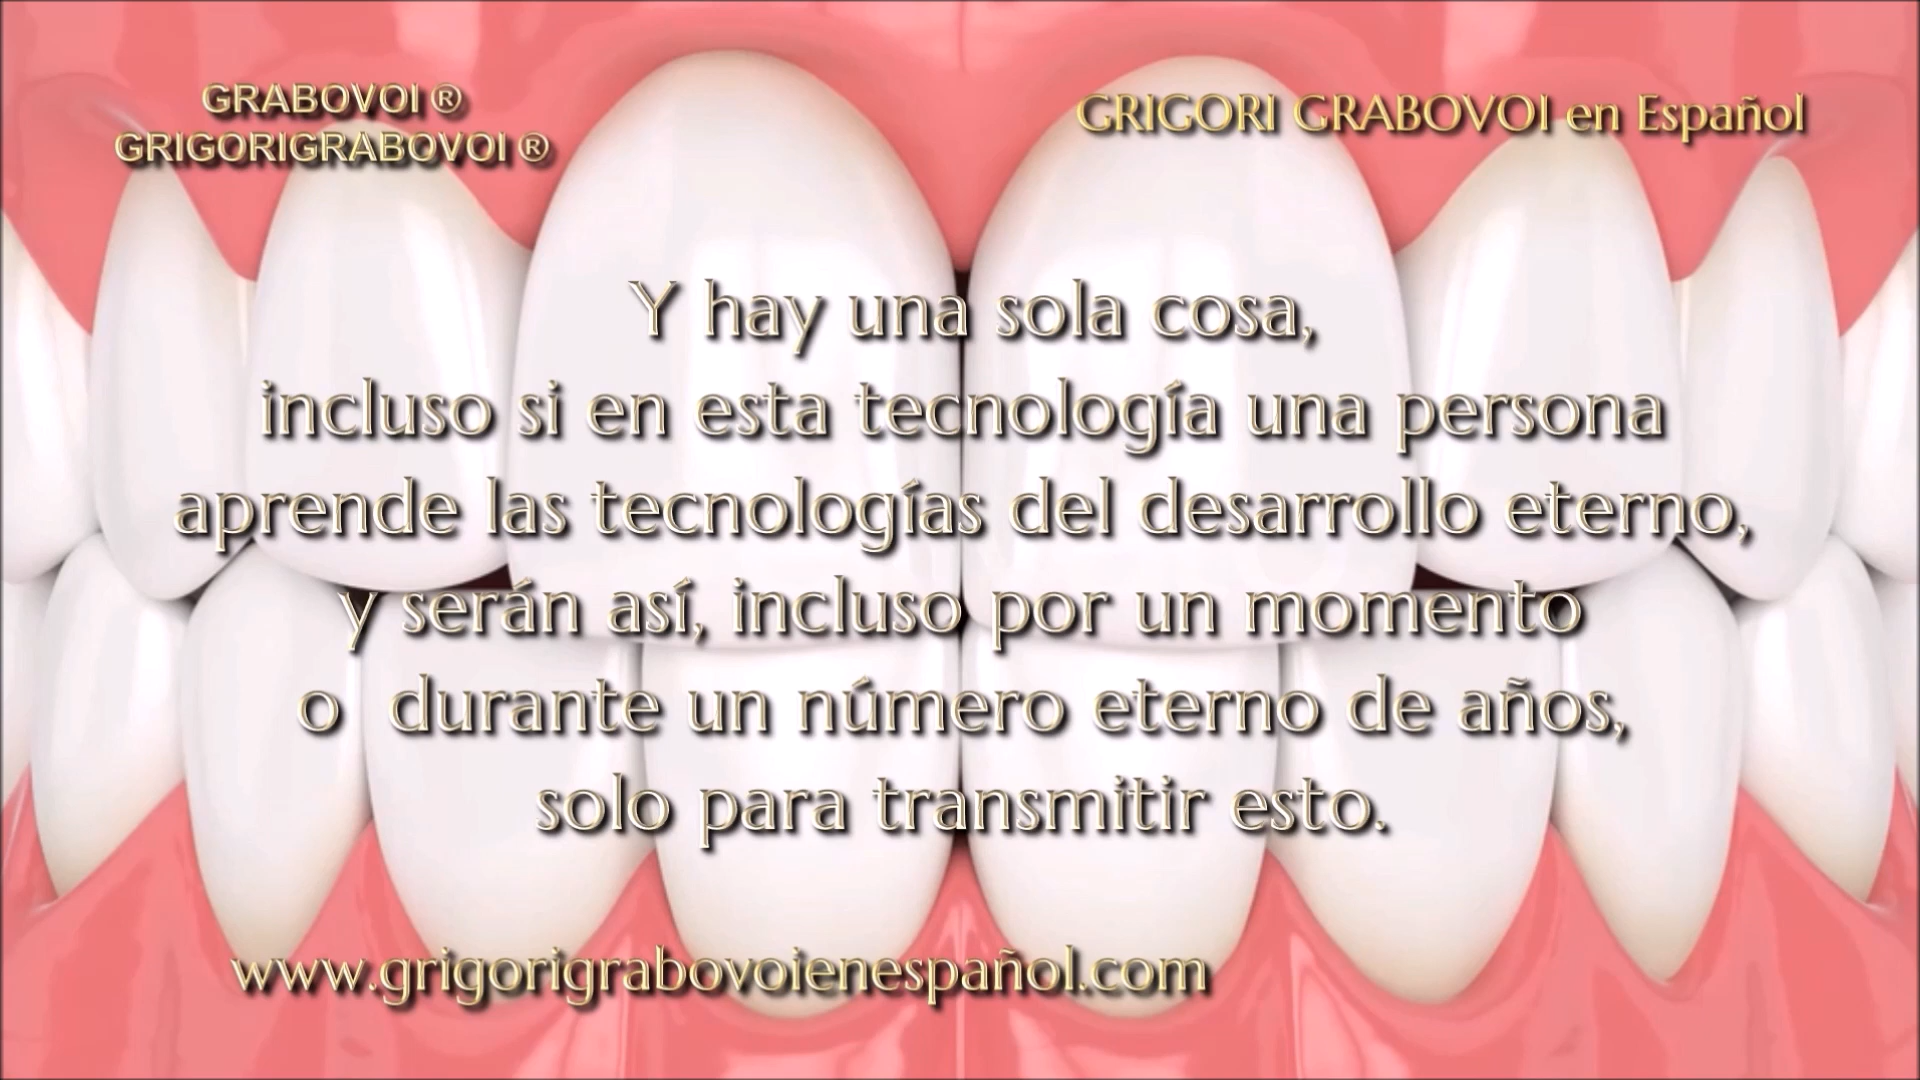 GRABOVOI ®
GRIGORIGRABOVOI ®
GRIGORI GRABOVOI en Español
Y hay una sola cosa,
incluso si en esta tecnología una persona
aprende las tecnologías del desarrollo eterno,
y serán así, incluso por un momento
o durante un número eterno de años,
solo para transmitir esto.
www.grigorigrabovoienespañol.com